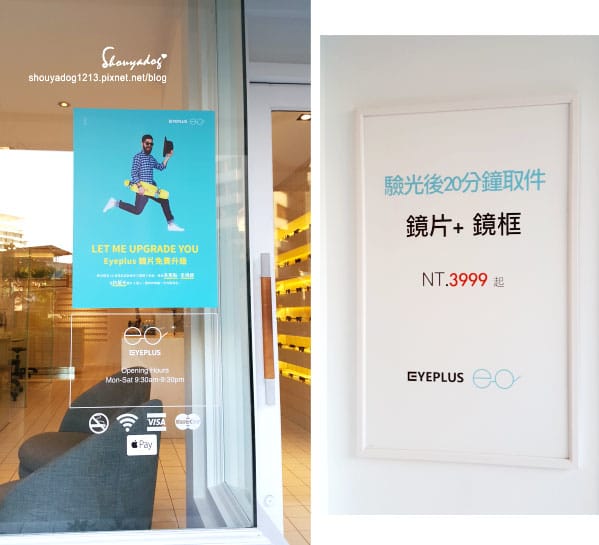 Shouyadog
shouyadog1213.pixnet.net/blog
EYEPLUS
LET ME UPGRADE YOU
Eyeplus 鏡片免費升級
EYEPLUS
Opening Hours
Mon-Sat 9:30am-9:30pm
VISA
MasterCard
Pay
驗光後20分鐘取件
鏡片+ 鏡框
NT.3999 起
EYEPLUS